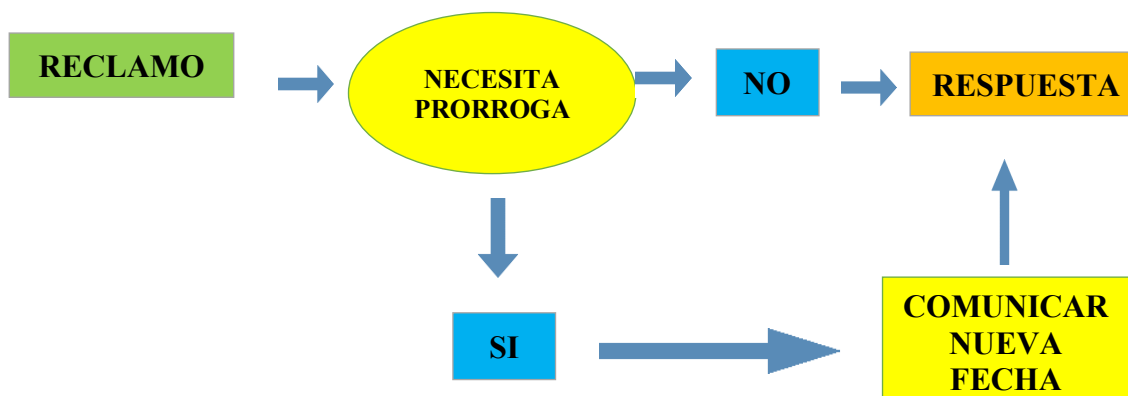 RECLAMO
NECESITA
PRORROGA
NO
RESPUESTA
SI
COMUNICAR
NUEVA
FECHA